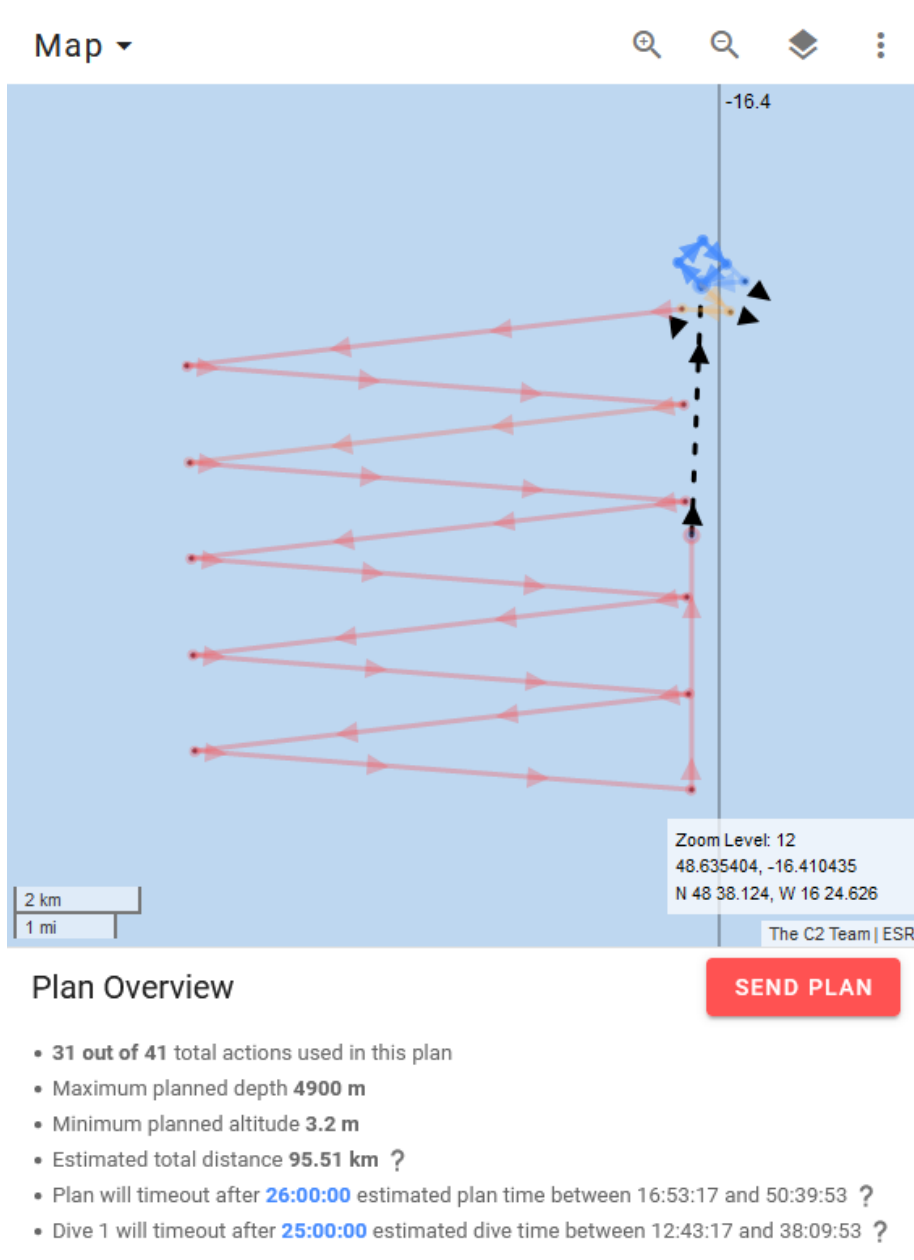 Map
-16.4
Zoom Level: 12
48.635404, -16.410435
N 48 38.124, W 16 24.626
2 km
1 mi
The C2 Team | ESR
Plan Overview
SEND PLAN
• 31 out of 41 total actions used in this plan
• Maximum planned depth 4900 m
• Minimum planned altitude 3.2 m
• Estimated total distance 95.51 km ?
• Plan will timeout after 26:00:00 estimated plan time between 16:53:17 and 50:39:53 ?
• Dive 1 will timeout after 25:00:00 estimated dive time between 12:43:17 and 38:09:53 ?